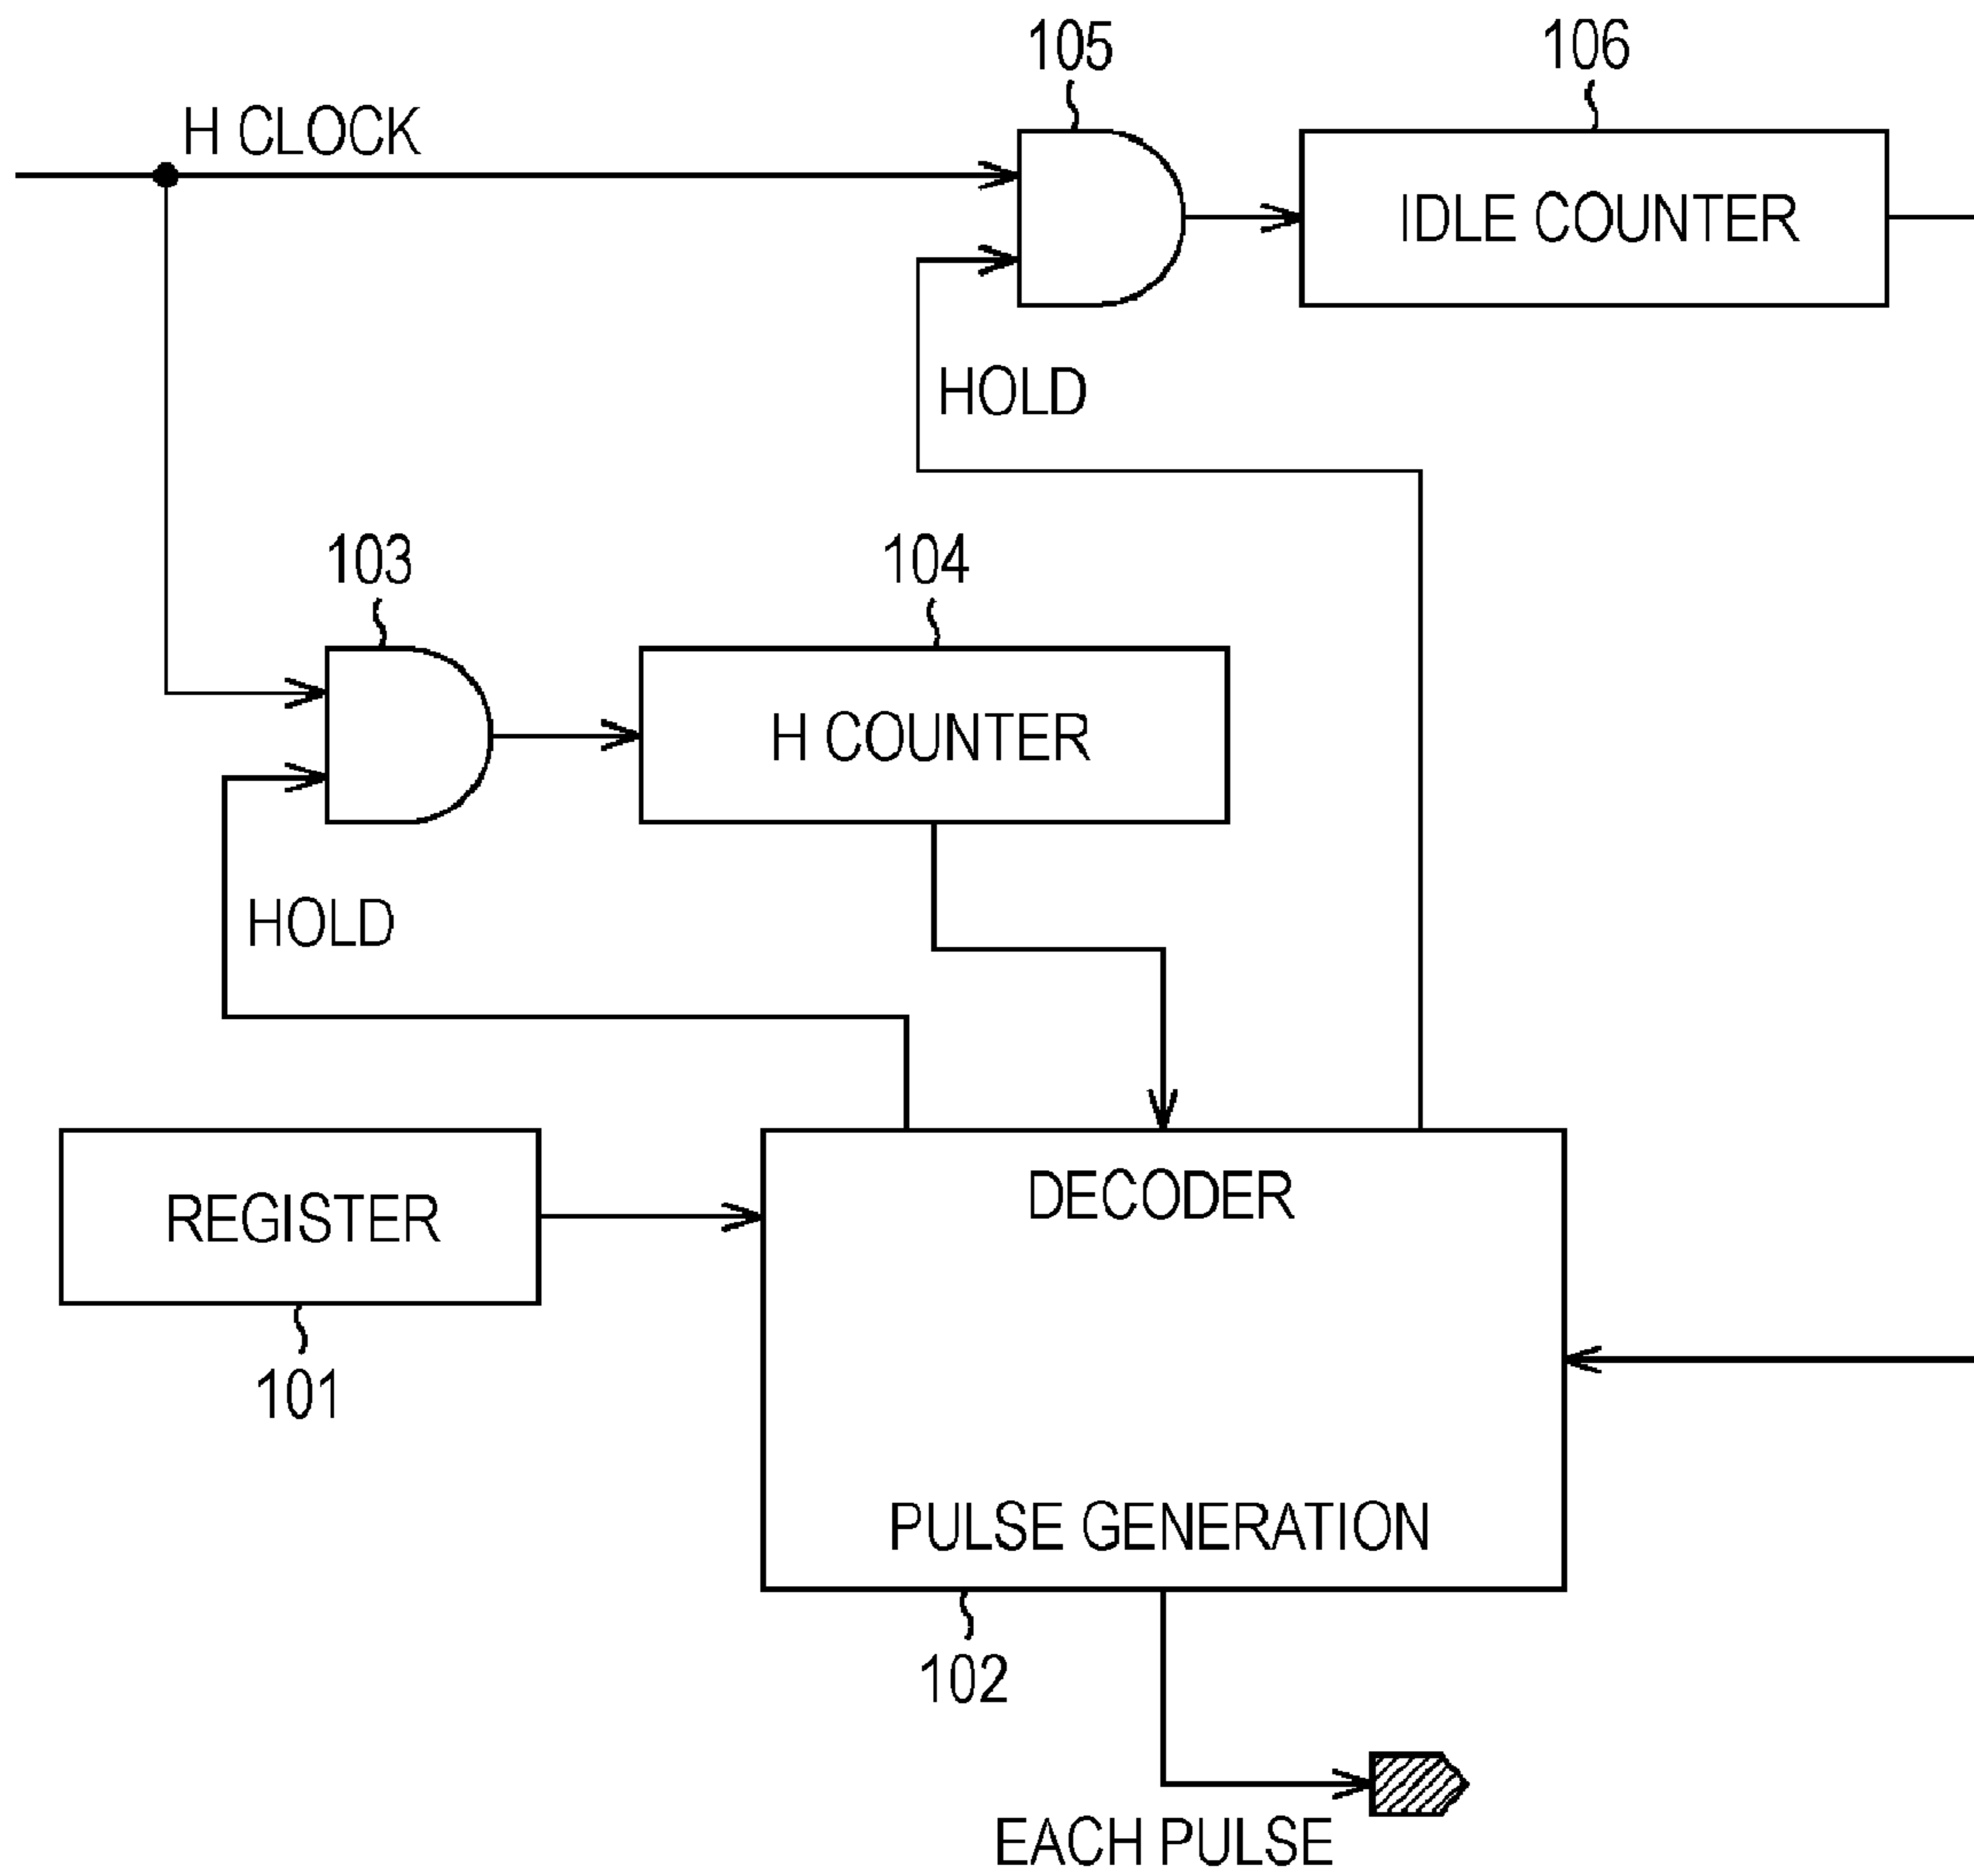 105
106
H CLOCK
IDLE COUNTER
HOLD
103
104
H COUNTER
HOLD
DECODER
REGISTER
101
PULSE GENERATION
102
EACH PULSE